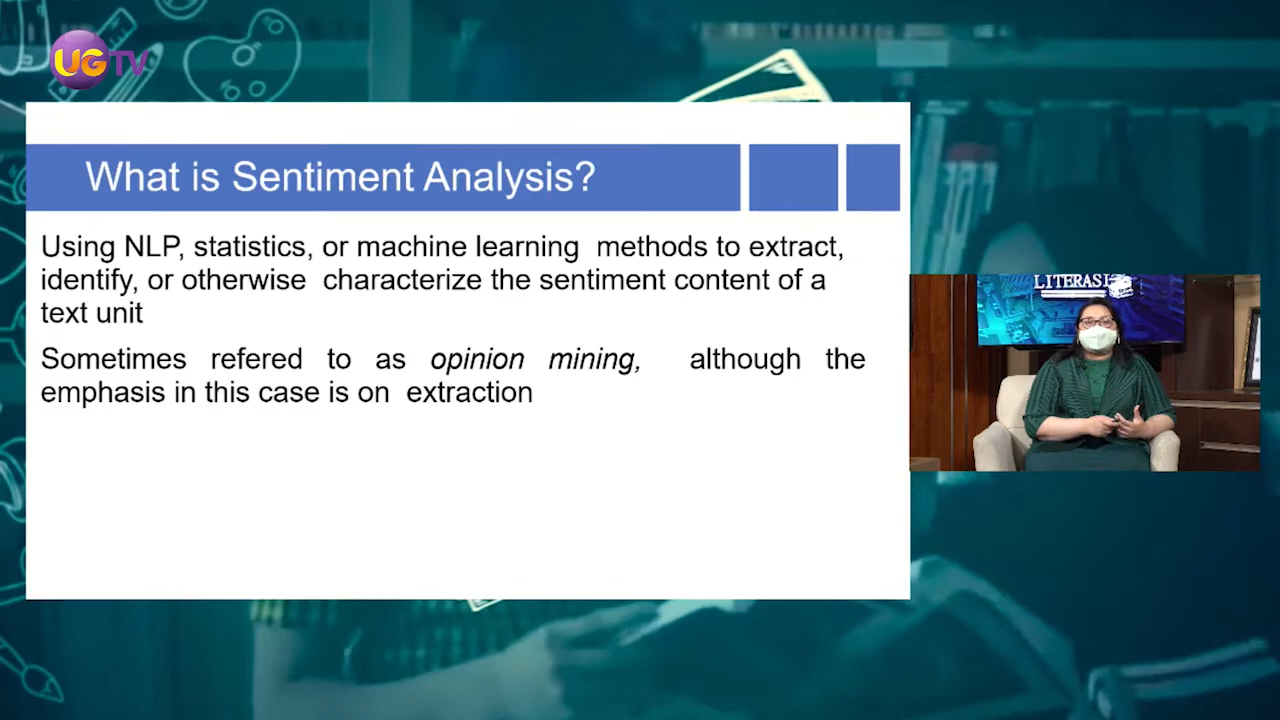 UGTV
What is Sentiment Analysis?
Using NLP, statistics, or machine learning methods to extract,
identify, or otherwise characterize the sentiment content of a
text unit
Sometimes refered to as opinion mining, although the
emphasis in this case is on extraction
LITERASI